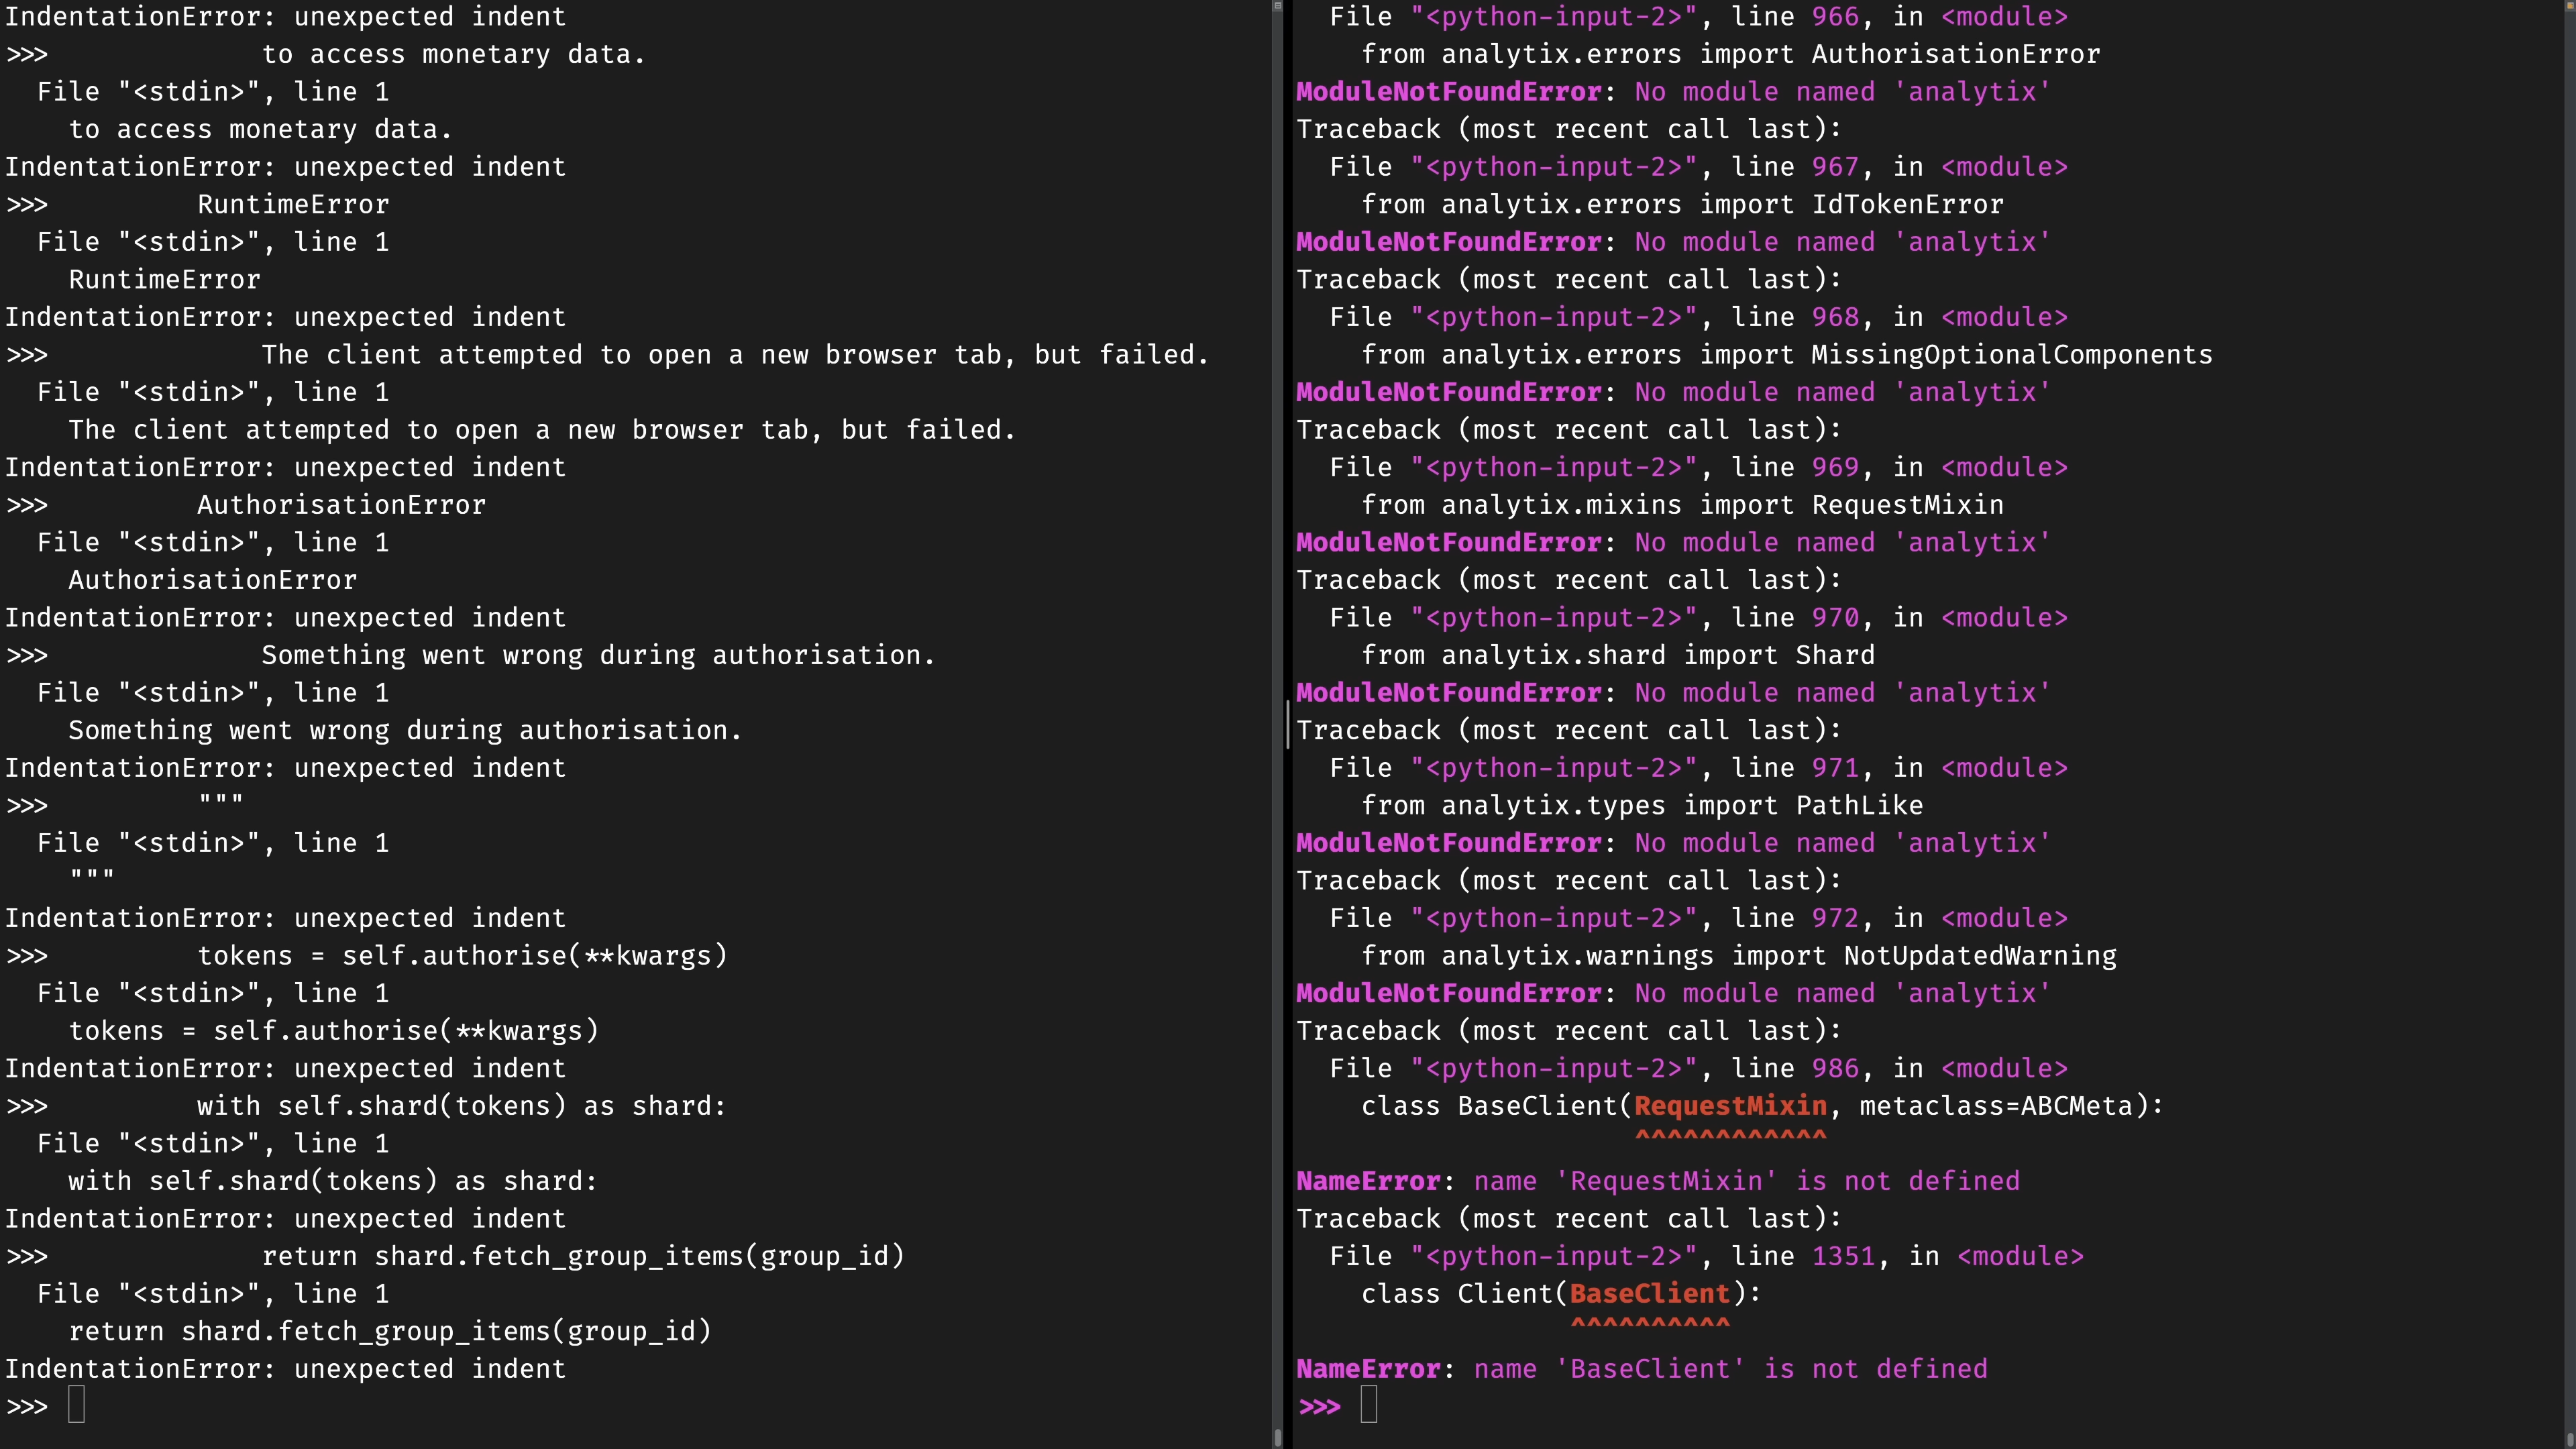 IndentationError: unexpected indent
>>>             to access monetary data.
  File "<stdin>", line 1
    to access monetary data.
IndentationError: unexpected indent
>>>         RuntimeError
  File "<stdin>", line 1
    RuntimeError
IndentationError: unexpected indent
>>>             The client attempted to open a new browser tab, but failed.
  File "<stdin>", line 1
    The client attempted to open a new browser tab, but failed.
IndentationError: unexpected indent
>>>         AuthorisationError
  File "<stdin>", line 1
    AuthorisationError
IndentationError: unexpected indent
>>>             Something went wrong during authorisation.
  File "<stdin>", line 1
    Something went wrong during authorisation.
IndentationError: unexpected indent
>>>         """
  File "<stdin>", line 1
    """
IndentationError: unexpected indent
>>>         tokens = self.authorise(**kwargs)
  File "<stdin>", line 1
    tokens = self.authorise(**kwargs)
IndentationError: unexpected indent
>>>         with self.shard(tokens) as shard:
  File "<stdin>", line 1
    with self.shard(tokens) as shard:
IndentationError: unexpected indent
>>>             return shard.fetch_group_items(group_id)
  File "<stdin>", line 1
    return shard.fetch_group_items(group_id)
IndentationError: unexpected indent
>>>
  File "<python-input-2>", line 966, in <module>
    from analytix.errors import AuthorisationError
ModuleNotFoundError: No module named 'analytix'
Traceback (most recent call last):
  File "<python-input-2>", line 967, in <module>
    from analytix.errors import IdTokenError
ModuleNotFoundError: No module named 'analytix'
Traceback (most recent call last):
  File "<python-input-2>", line 968, in <module>
    from analytix.errors import MissingOptionalComponents
ModuleNotFoundError: No module named 'analytix'
Traceback (most recent call last):
  File "<python-input-2>", line 969, in <module>
    from analytix.mixins import RequestMixin
ModuleNotFoundError: No module named 'analytix'
Traceback (most recent call last):
  File "<python-input-2>", line 970, in <module>
    from analytix.shard import Shard
ModuleNotFoundError: No module named 'analytix'
Traceback (most recent call last):
  File "<python-input-2>", line 971, in <module>
    from analytix.types import PathLike
ModuleNotFoundError: No module named 'analytix'
Traceback (most recent call last):
  File "<python-input-2>", line 972, in <module>
    from analytix.warnings import NotUpdatedWarning
ModuleNotFoundError: No module named 'analytix'
Traceback (most recent call last):
  File "<python-input-2>", line 986, in <module>
    class BaseClient(RequestMixin, metaclass=ABCMeta):
                     ^^^^^^^^^^^^
NameError: name 'RequestMixin' is not defined
Traceback (most recent call last):
  File "<python-input-2>", line 1351, in <module>
    class Client(BaseClient):
                 ^^^^^^^^^^
NameError: name 'BaseClient' is not defined
>>>